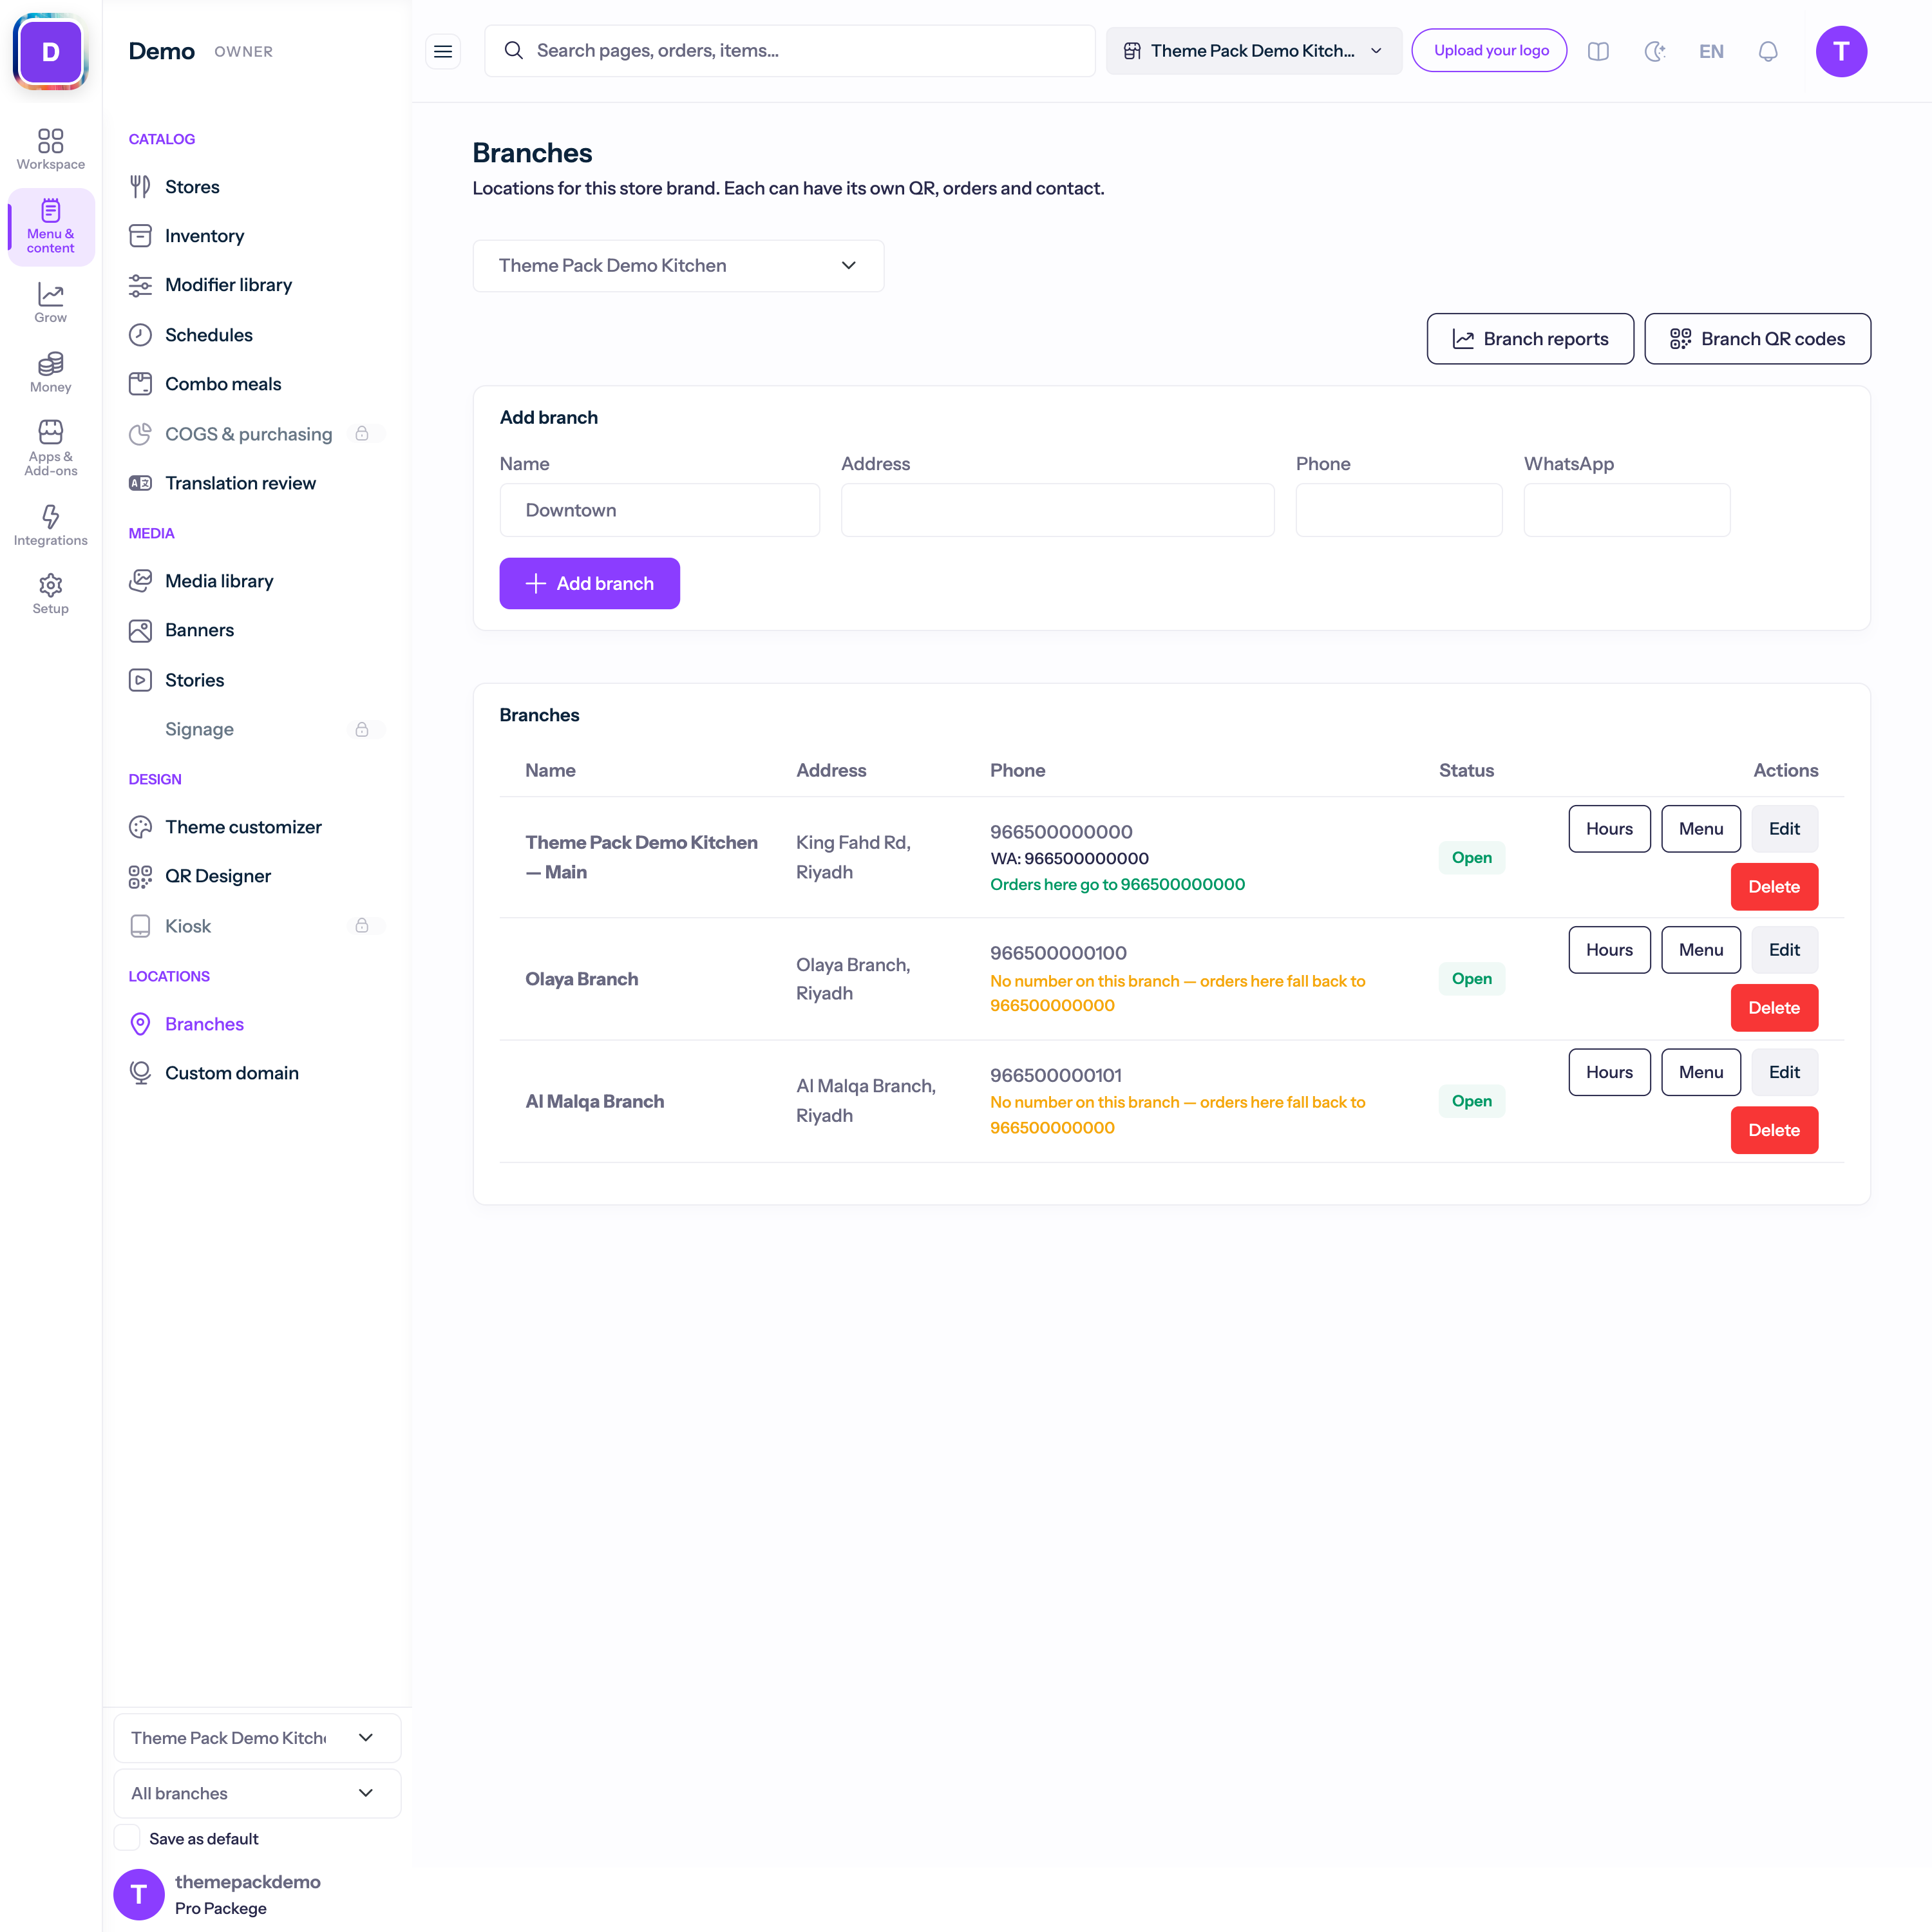 D
Workspace
Menu &
content
Grow
Money
Apps &
Add-ons
Integrations
Setup
Demo OWNER
CATALOG
Stores
Inventory
Modifier library
Schedules
Combo meals
COGS & purchasing
Translation review
MEDIA
Media library
Banners
Stories
Signage
DESIGN
Theme customizer
QR Designer
Kiosk
LOCATIONS
Branches
Custom domain
Theme Pack Demo Kitch
All branches
Save as default
T
themepackdemo
Pro Packege
Search pages, orders, items...
Theme Pack Demo Kitch...
Upload your logo
EN
T
Branches
Locations for this store brand. Each can have its own QR, orders and contact.
Theme Pack Demo Kitchen
Branch reports
Branch QR codes
Add branch
Name Address Phone WhatsApp
Downtown
Add branch
Branches
Name Address Phone Status Actions
Theme Pack Demo Kitchen
— Main
King Fahd Rd,
Riyadh
966500000000
WA: 966500000000
Orders here go to 966500000000
Open
Hours Menu Edit
Delete
Olaya Branch
Olaya Branch,
Riyadh
966500000100
No number on this branch — orders here fall back to
966500000000
Open
Hours Menu Edit
Delete
Al Malqa Branch
Al Malqa Branch,
Riyadh
966500000101
No number on this branch — orders here fall back to
966500000000
Open
Hours Menu Edit
Delete